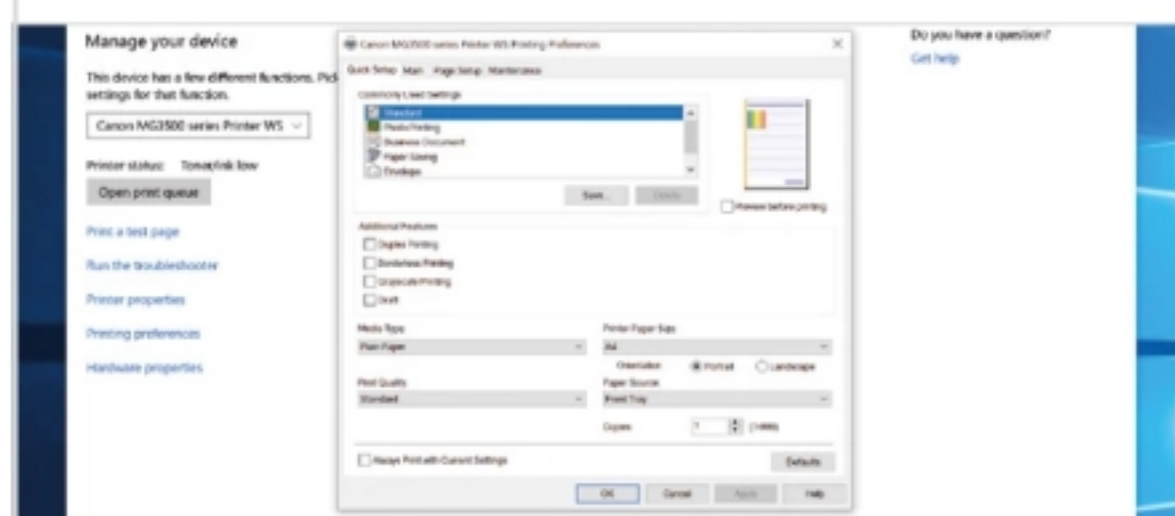 Manage your device
This device has a few different functions. Pick
settings for that function.
Canon MG3500 series Printer WS
Printer status: Toner/ink low
Open print queue
Print a test page
Run the troubleshooter
Printer properties
Printing preferences
Hardware properties
Canon MG3500 series Printer WS Printing Preferences
Quick Setup Main Page Setup Maintenance
Commonly Used Settings
Standard
Photo Printing
Business Document
Paper Saving
Envelope
Save... Delete
Preview before printing
Additional Features
Duplex Printing
Borderless Printing
Grayscale Printing
Draft
Media Type:
Plain Paper
Printer Paper Size:
A4
Orientation: Portrait Landscape
Print Quality:
Standard
Paper Source:
Front Tray
Copies: 1 (1-999)
Always Print with Current Settings
Defaults
OK Cancel Apply Help
Do you have a question?
Get help